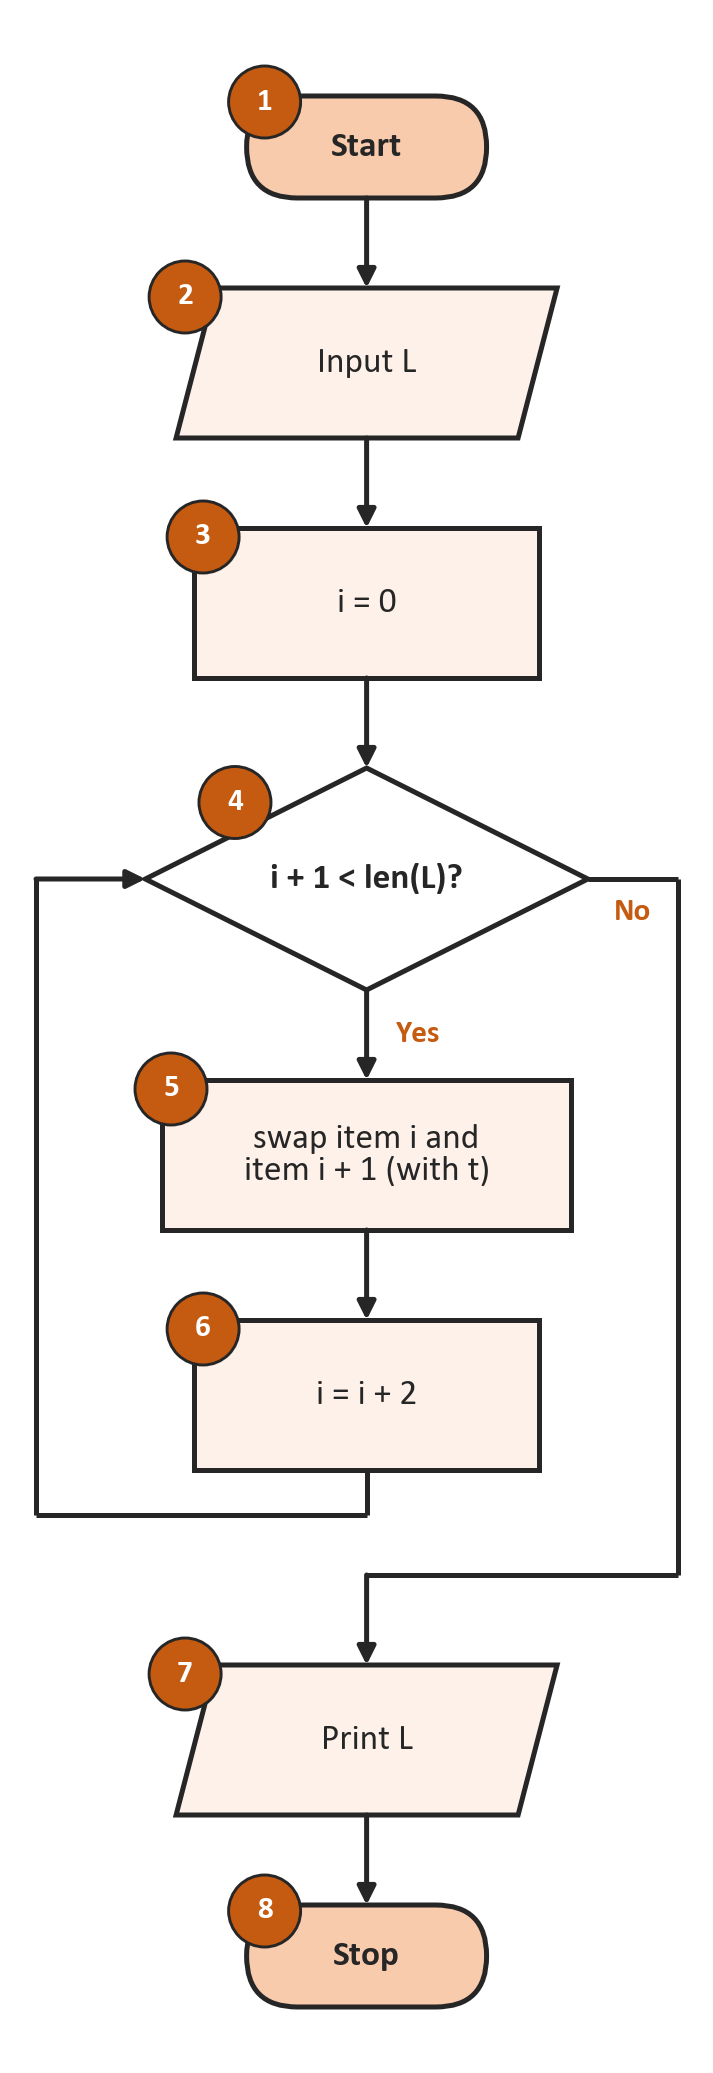 1
Start
2
Input L
3
i = 0
4
i + 1 < len(L)?
No
Yes
5
swap item i and
item i + 1 (with t)
6
i = i + 2
7
Print L
8
Stop